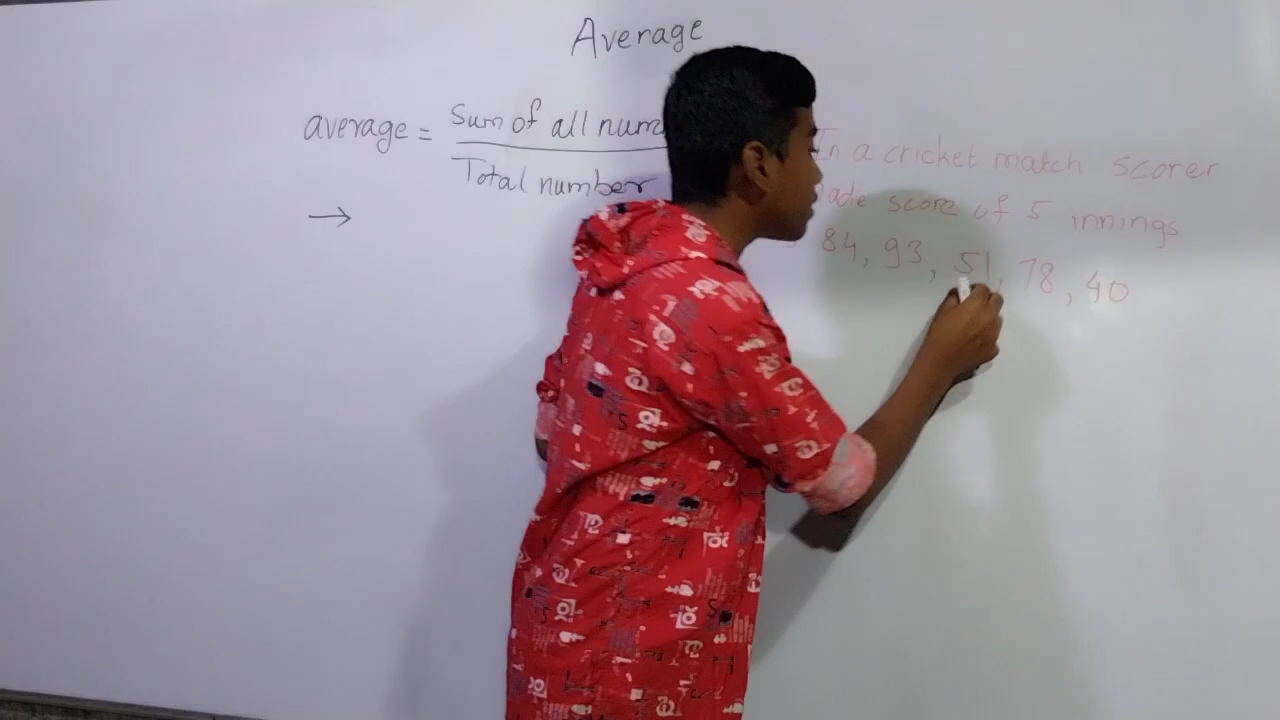 Average
average = Sum of all num
Total number
→
In a cricket match scorer
score of 5 innings
84, 93, 51, 78, 40